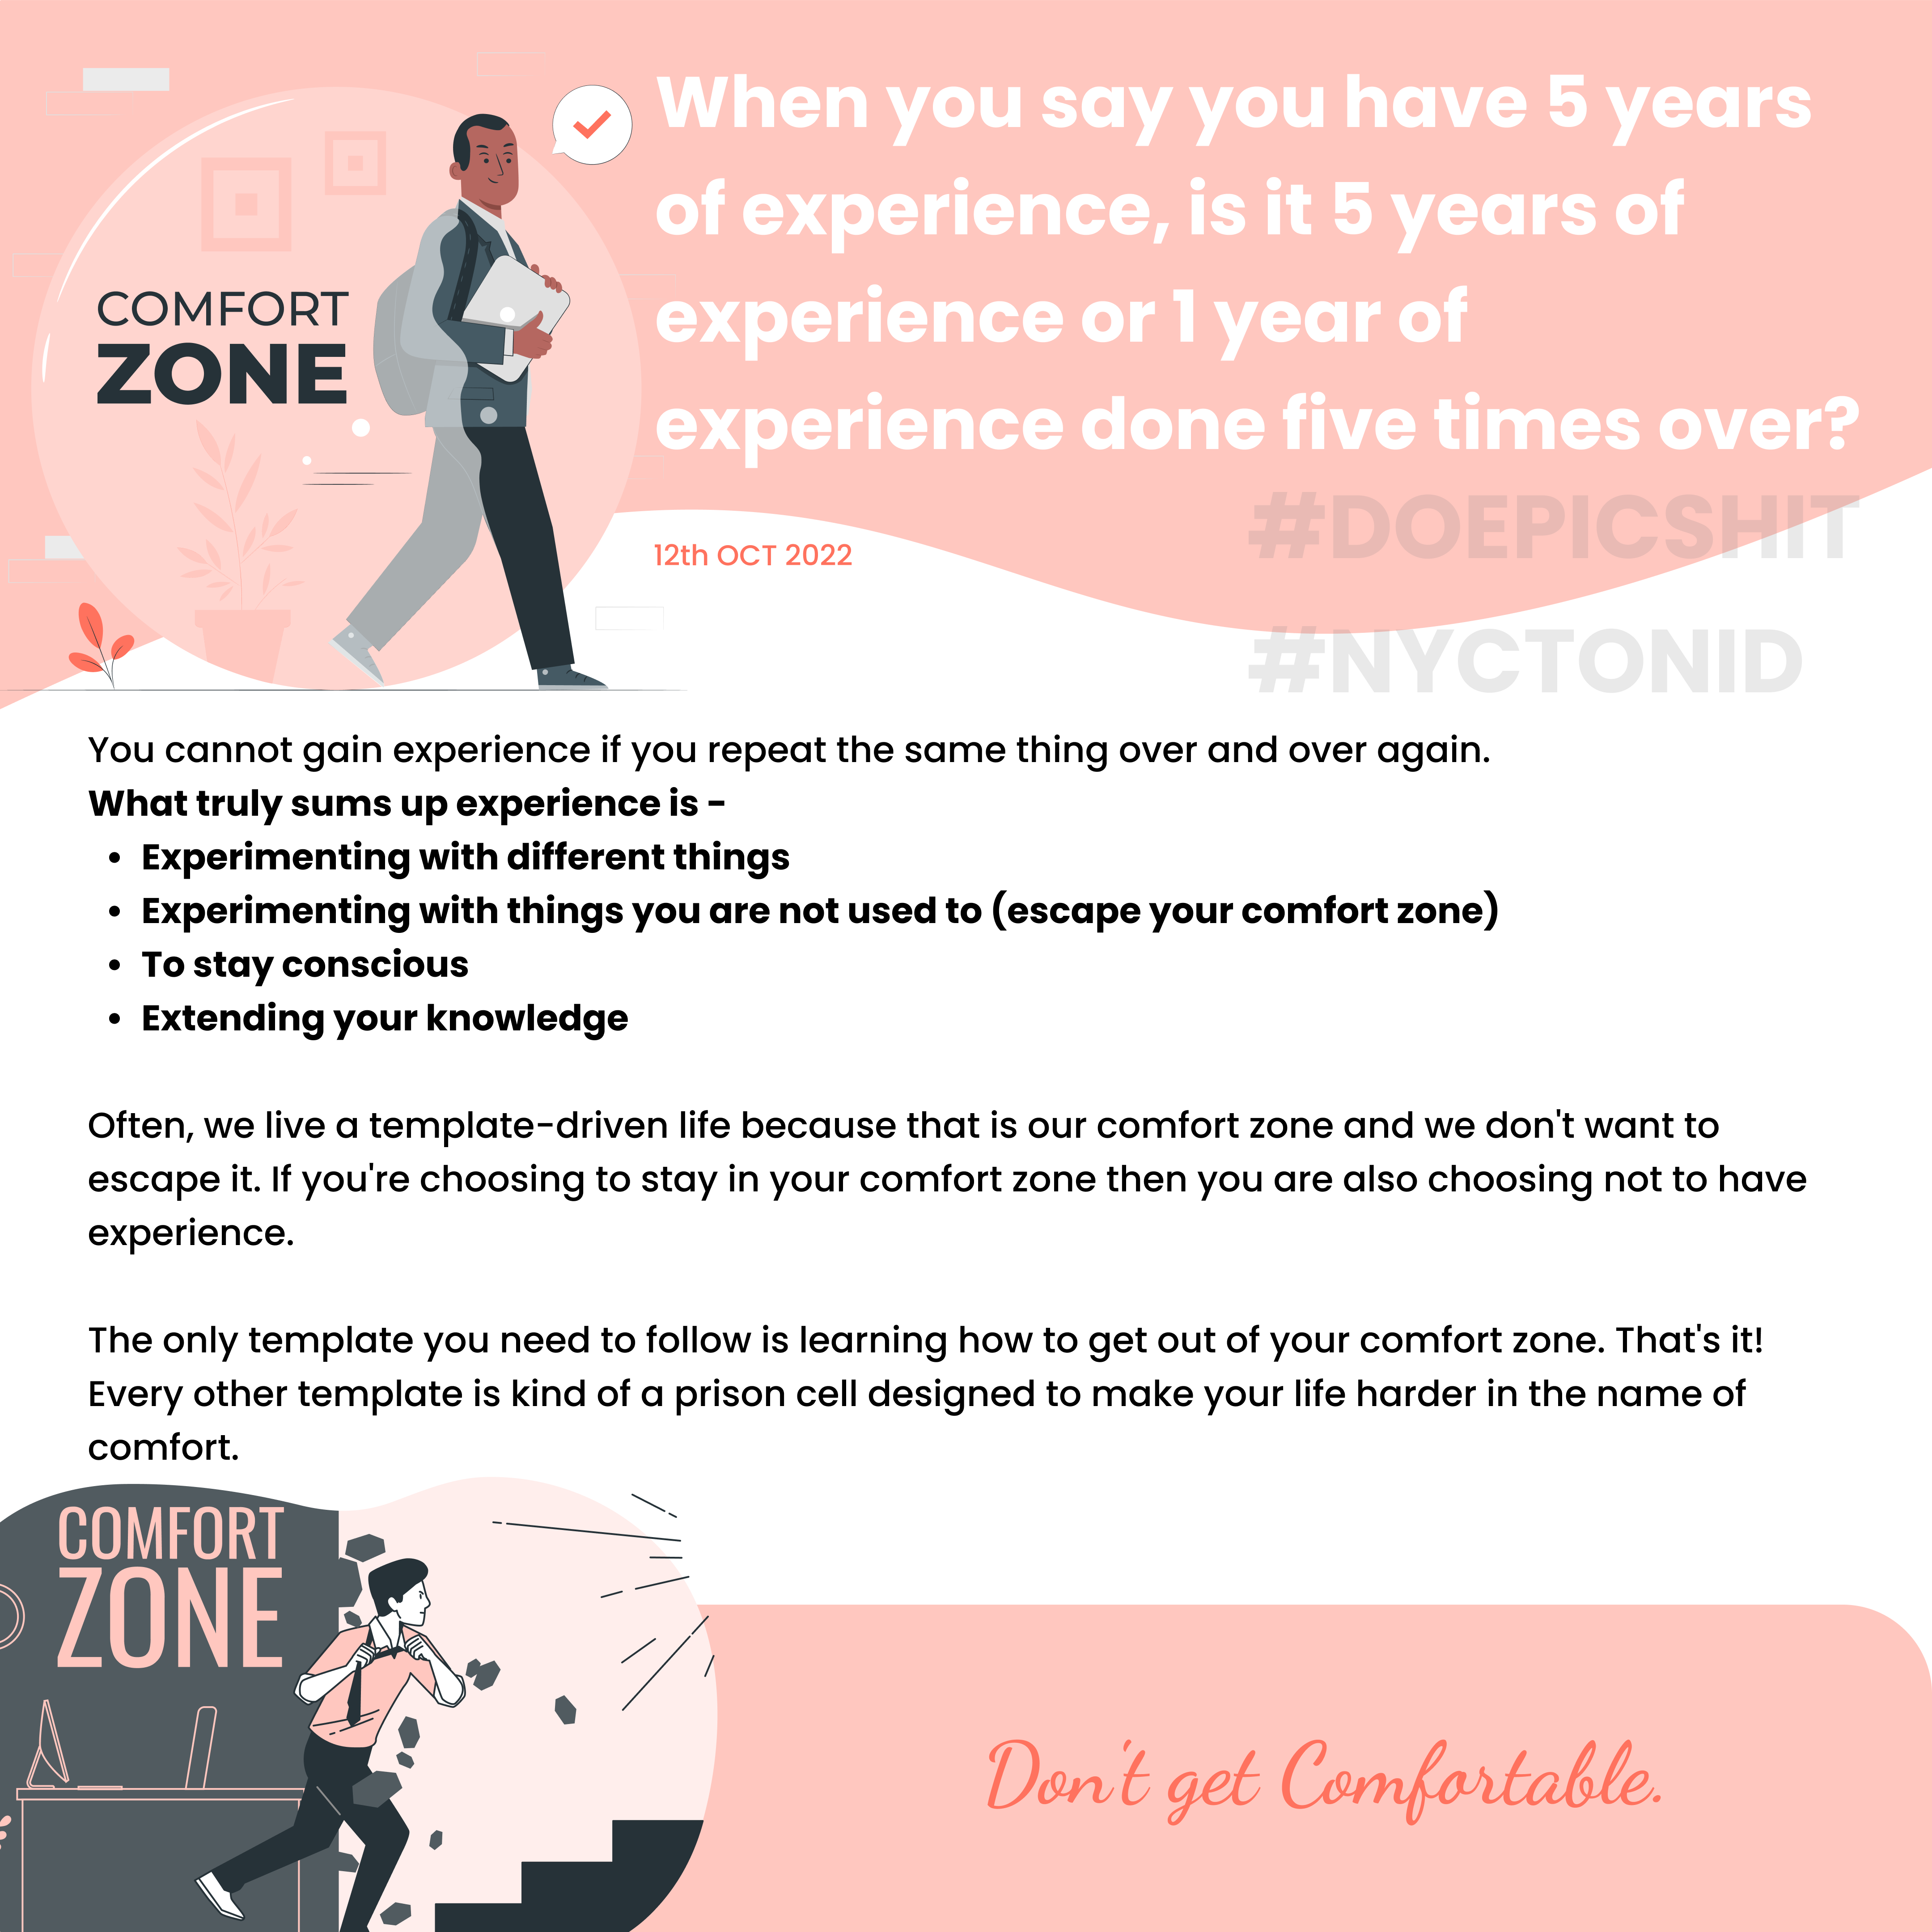 COMFORT
ZONE
When you say you have 5 years
of experience, is it 5 years of
experience or 1 year of
experience done five times over?
#DOEPICSHIT
12th OCT 2022
#NYCTONID
You cannot gain experience if you repeat the same thing over and over again.
What truly sums up experience is -
• Experimenting with different things
• Experimenting with things you are not used to (escape your comfort zone)
• To stay conscious
• Extending your knowledge
Often, we live a template-driven life because that is our comfort zone and we don't want to
escape it. If you're choosing to stay in your comfort zone then you are also choosing not to have
experience.
The only template you need to follow is learning how to get out of your comfort zone. That's it!
Every other template is kind of a prison cell designed to make your life harder in the name of
comfort.
COMFORT
ZONE
Don't get Comfortable.